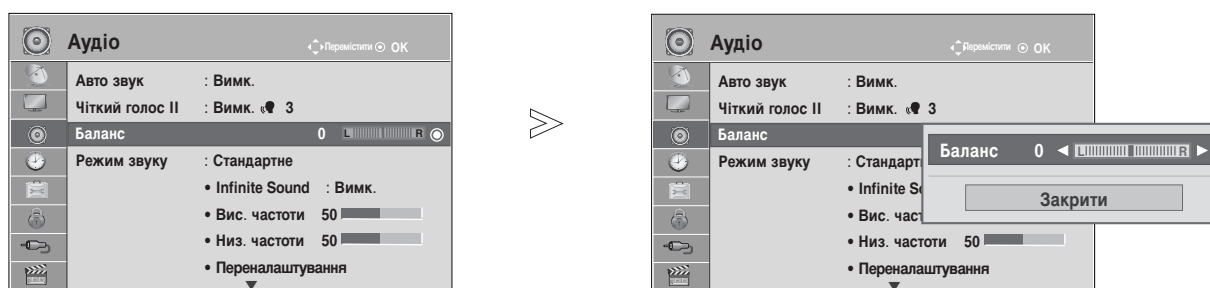 Аудіо Перемістити OK
Авто звук : Вимк.
Чіткий голос II : Вимк. 3
Баланс 0 L R
Режим звуку : Стандартне
• Infinite Sound : Вимк.
• Вис. частоти 50
• Низ. частоти 50
• Переналаштування
Аудіо Перемістити OK
Авто звук : Вимк.
Чіткий голос II : Вимк. 3
Баланс
Режим звуку : Стандарт
• Infinite S
• Вис. част
• Низ. частоти 50
• Переналаштування
Баланс 0 L R
Закрити